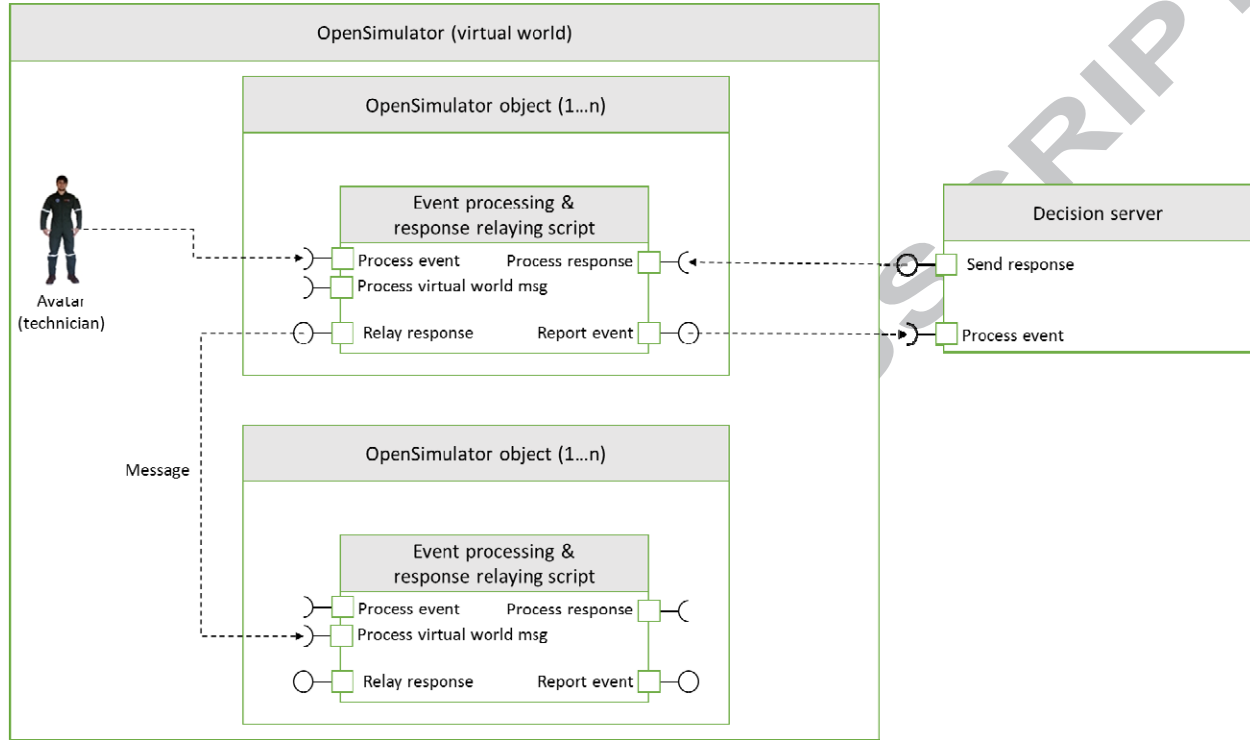 OpenSimulator (virtual world)
OpenSimulator object (1...n)
Event processing &
response relaying script
Process event
Process response
Process virtual world msg
Relay response
Report event
Avatar
(technician)
Decision server
Send response
Process event
Message
OpenSimulator object (1...n)
Event processing &
response relaying script
Process event
Process response
Process virtual world msg
Relay response
Report event